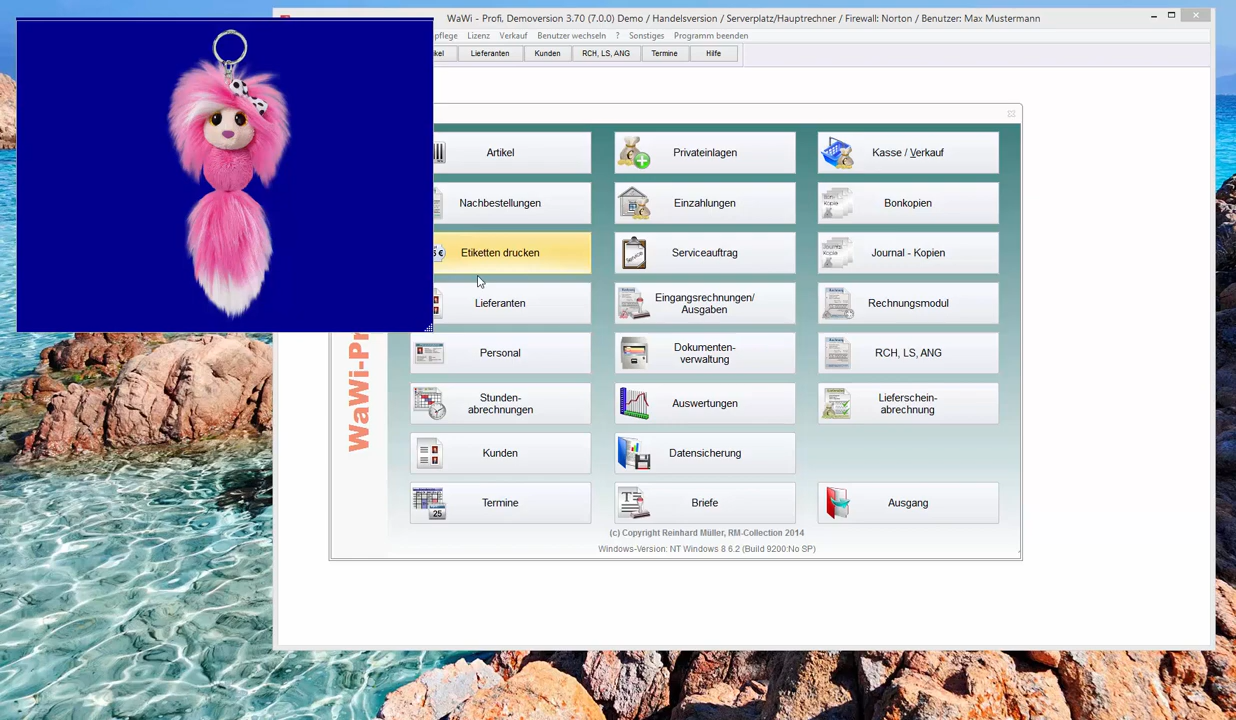 WaWi - Profi, Demoversion 3.70 (7.0.0) Demo / Handelsversion / Serverplatz/Hauptrechner / Firewall: Norton / Benutzer: Max Mustermann
pflege Lizenz Verkauf Benutzer wechseln ? Sonstiges Programm beenden
kel Lieferanten Kunden RCH, LS, ANG Termine Hilfe
Artikel
Privateinlagen
Kasse / Verkauf
Nachbestellungen
Einzahlungen
Bonkopien
Etiketten drucken
Serviceauftrag
Journal - Kopien
Lieferanten
Eingangsrechnungen/
Ausgaben
Rechnungsmodul
Personal
Dokumenten-
verwaltung
RCH, LS, ANG
Stunden-
abrechnungen
Auswertungen
Lieferschein-
abrechnung
Kunden
Datensicherung
Termine
Briefe
Ausgang
WaWi-Pr
(c) Copyright Reinhard Müller, RM-Collection 2014
Windows-Version: NT Windows 8 6.2 (Build 9200:No SP)